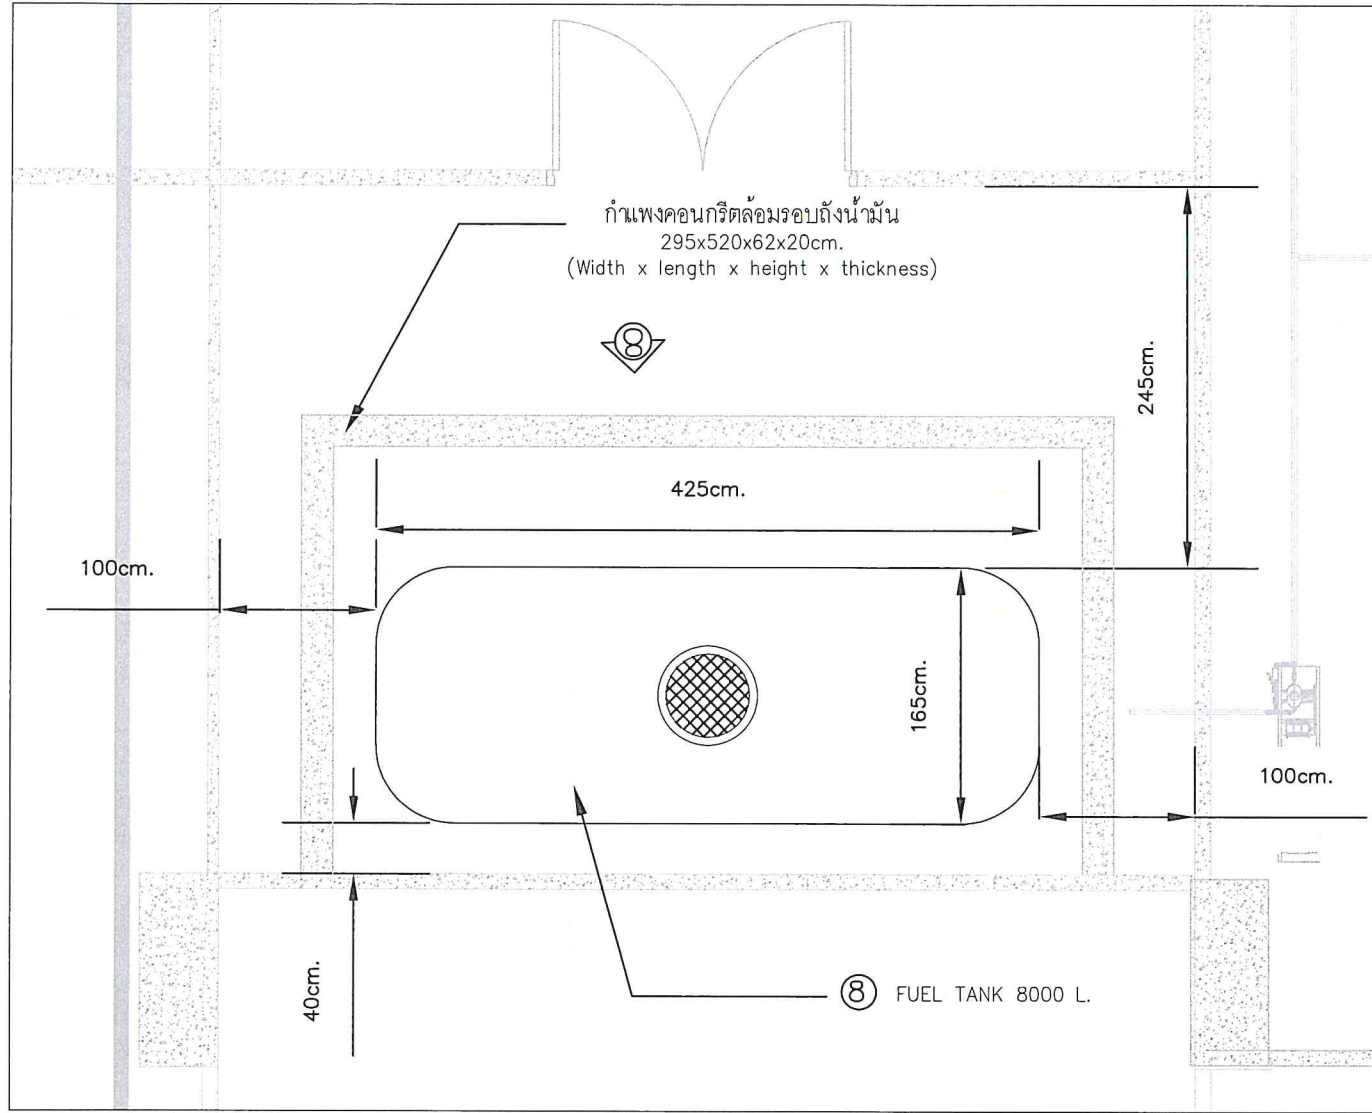 กำแพงคอนกรีตล้อมรอบถังน้ำมัน
295x520x62x20cm.
(Width x length x height x thickness)
8
245cm.
425cm.
100cm.
165cm.
100cm.
40cm.
8 FUEL TANK 8000 L.